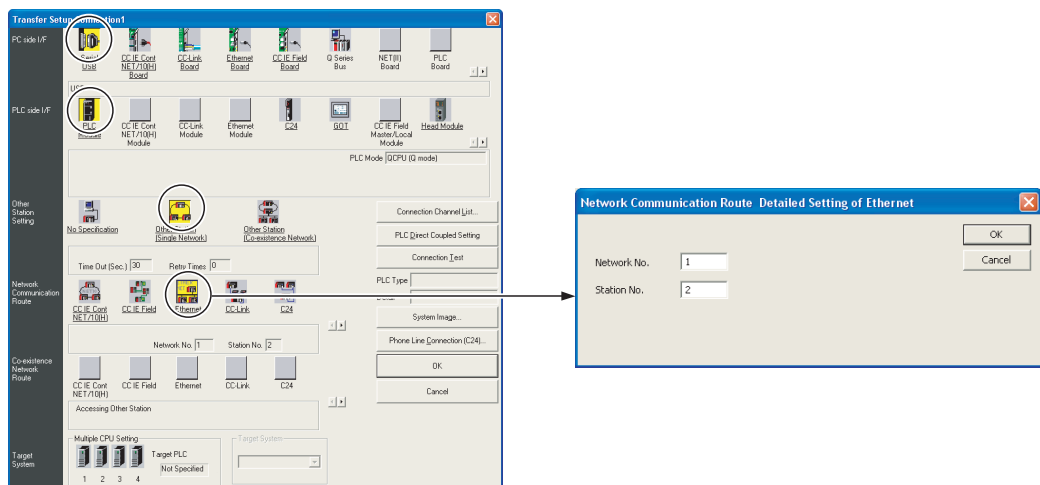 Transfer Setup Connection1
PC side I/F
Serial
USB
CC IE Cont
NET/10(H)
Board
CC-Link
Board
Ethernet
Board
CC IE Field
Board
Q Series
Bus
NET(II)
Board
PLC
Board
USB
PLC side I/F
PLC
Module
CC IE Cont
NET/10(H)
Module
CC-Link
Module
Ethernet
Module
C24
GOT
CC IE Field
Master/Local
Module
Head Module
PLC Mode QCPU (Q mode)
Other
Station
Setting
No Specification
Other Station
(Single Network)
Other Station
(Co-existence Network)
Time Out (Sec.) 30 Retry Times 0
Connection Channel List...
PLC Direct Coupled Setting
Connection Test
PLC Type
Detail
System Image...
Phone Line Connection (C24)...
OK
Cancel
Network
Communication
Route
CC IE Cont
NET/10(H)
CC IE Field
Ethernet
CC-Link
C24
Network No. 1 Station No. 2
Co-existence
Network
Route
CC IE Cont
NET/10(H)
CC IE Field
Ethernet
CC-Link
C24
Accessing Other Station
Target
System
Multiple CPU Setting
1 2 3 4
Target PLC
Not Specified
Target System
Network Communication Route Detailed Setting of Ethernet
Network No. 1
Station No. 2
OK
Cancel